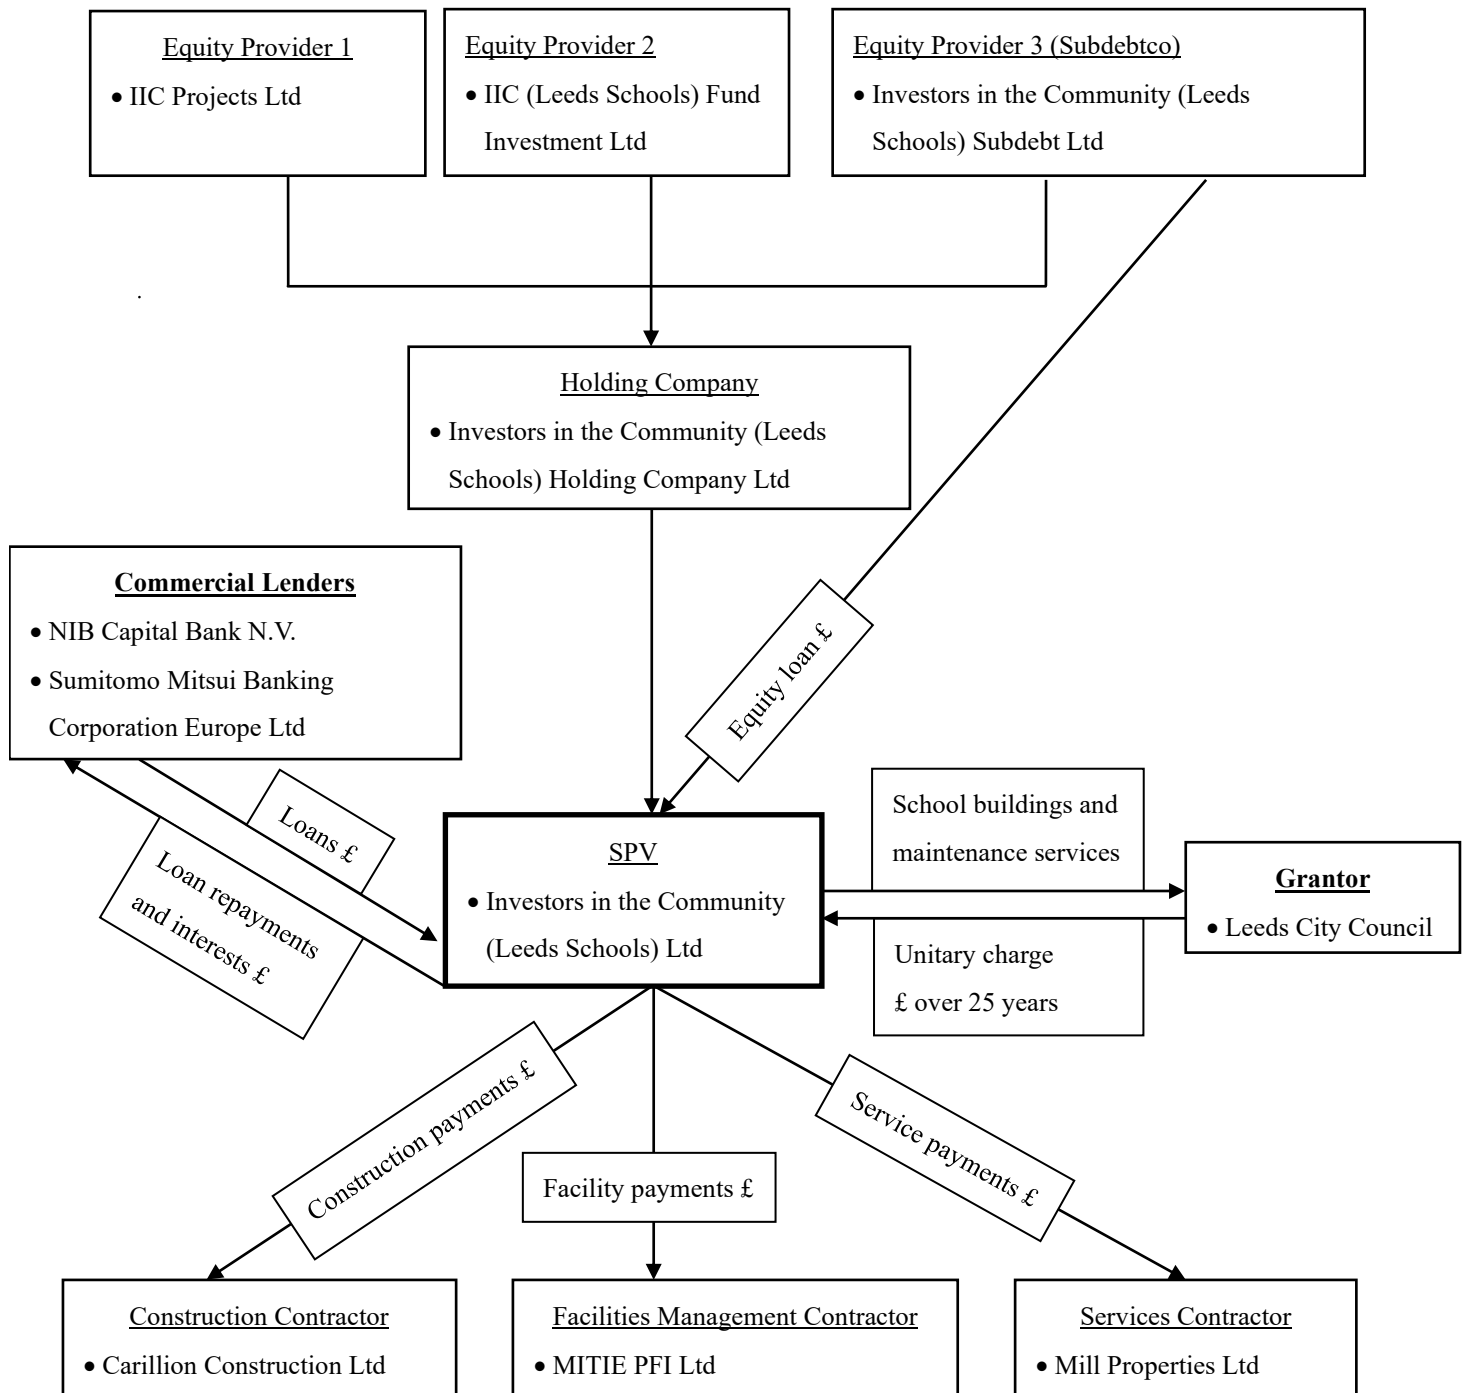 Equity Provider 1
• IIC Projects Ltd
Equity Provider 2
• IIC (Leeds Schools) Fund
Investment Ltd
Equity Provider 3 (Subdebtco)
• Investors in the Community (Leeds
Schools) Subdebt Ltd
Holding Company
• Investors in the Community (Leeds
Schools) Holding Company Ltd
Commercial Lenders
• NIB Capital Bank N.V.
• Sumitomo Mitsui Banking
Corporation Europe Ltd
Equity loan £
Loans £
Loan repayments
and interests £
SPV
• Investors in the Community
(Leeds Schools) Ltd
School buildings and
maintenance services
Unitary charge
£ over 25 years
Grantor
• Leeds City Council
Construction payments £
Facility payments £
Service payments £
Construction Contractor
• Carillion Construction Ltd
Facilities Management Contractor
• MITIE PFI Ltd
Services Contractor
• Mill Properties Ltd